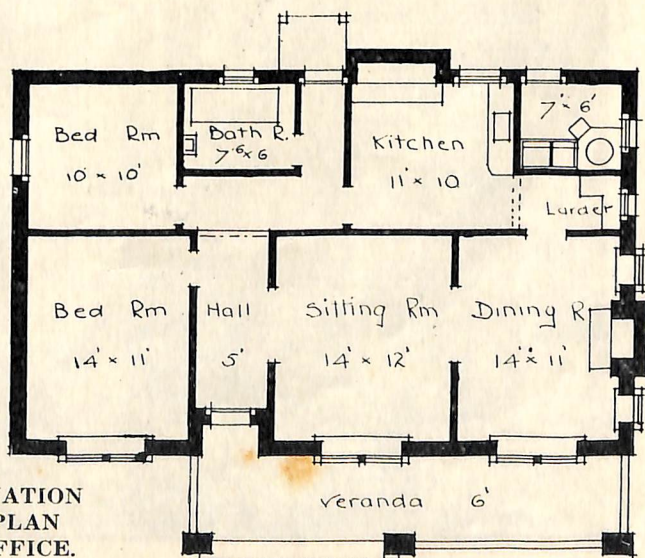 7' x 6'
Bed Rm
10' x 10'
Bath R.
7'6 x 6
Kitchen
11' x 10
Larder
Bed Rm
14' x 11'
Hall
5'
Sitting Rm
14' x 12'
Dining R
14' x 11'
Veranda 6'
ATION
PLAN
FFICE.